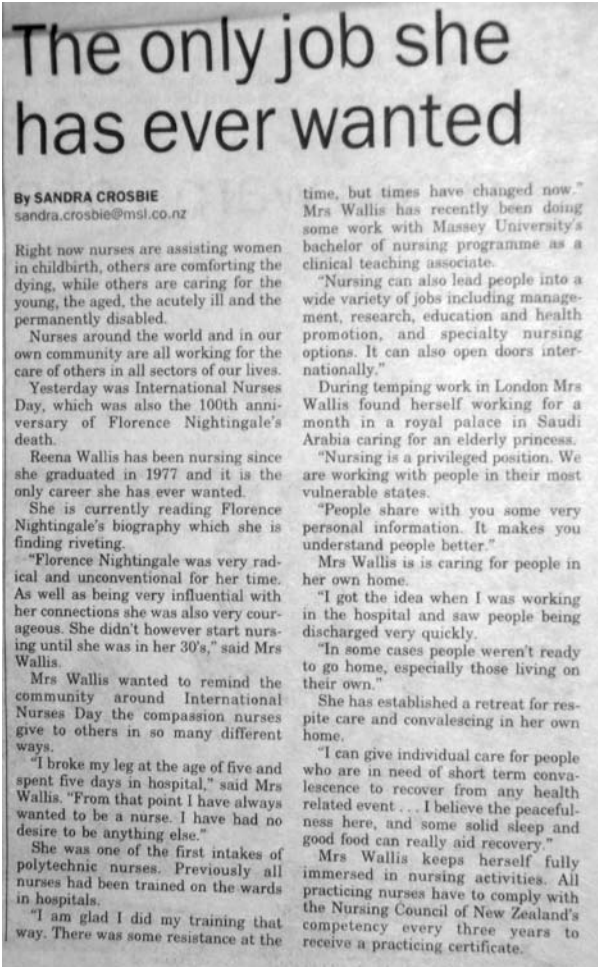 The only job she
has ever wanted
By SANDRA CROSBIE
sandra.crosbie@msl.co.nz
Right now nurses are assisting women
in childbirth, others are comforting the
dying, while others are caring for the
young, the aged, the acutely ill and the
permanently disabled.
Nurses around the world and in our
own community are all working for the
care of others in all sectors of our lives.
Yesterday was International Nurses
Day, which was also the 100th anni-
versary of Florence Nightingale's
death.
Reena Wallis has been nursing since
she graduated in 1977 and it is the
only career she has ever wanted.
She is currently reading Florence
Nightingale's biography which she is
finding riveting.
"Florence Nightingale was very rad-
ical and unconventional for her time.
As well as being very influential with
her connections she was also very cour-
ageous. She didn't however start nurs-
ing until she was in her 30's," said Mrs
Wallis.
Mrs Wallis wanted to remind the
community around International
Nurses Day the compassion nurses
give to others in so many different
ways.
"I broke my leg at the age of five and
spent five days in hospital," said Mrs
Wallis. "From that point I have always
wanted to be a nurse. I have had no
desire to be anything else."
She was one of the first intakes of
polytechnic nurses. Previously all
nurses had been trained on the wards
in hospitals.
"I am glad I did my training that
way. There was some resistance at the
time, but times have changed now."
Mrs Wallis has recently been doing
some work with Massey University's
bachelor of nursing programme as a
clinical teaching associate.
"Nursing can also lead people into a
wide variety of jobs including manage-
ment, research, education and health
promotion, and specialty nursing
options. It can also open doors inter-
nationally."
During temping work in London Mrs
Wallis found herself working for a
month in a royal palace in Saudi
Arabia caring for an elderly princess.
"Nursing is a privileged position. We
are working with people in their most
vulnerable states.
"People share with you some very
personal information. It makes you
understand people better."
Mrs Wallis is is caring for people in
her own home.
"I got the idea when I was working
in the hospital and saw people being
discharged very quickly.
"In some cases people weren't ready
to go home, especially those living on
their own."
She has established a retreat for res-
pite care and convalescing in her own
home.
"I can give individual care for people
who are in need of short term conva-
lescence to recover from any health
related event . . . I believe the peaceful-
ness here, and some solid sleep and
good food can really aid recovery."
Mrs Wallis keeps herself fully
immersed in nursing activities. All
practicing nurses have to comply with
the Nursing Council of New Zealand's
competency every three years to
receive a practicing certificate.